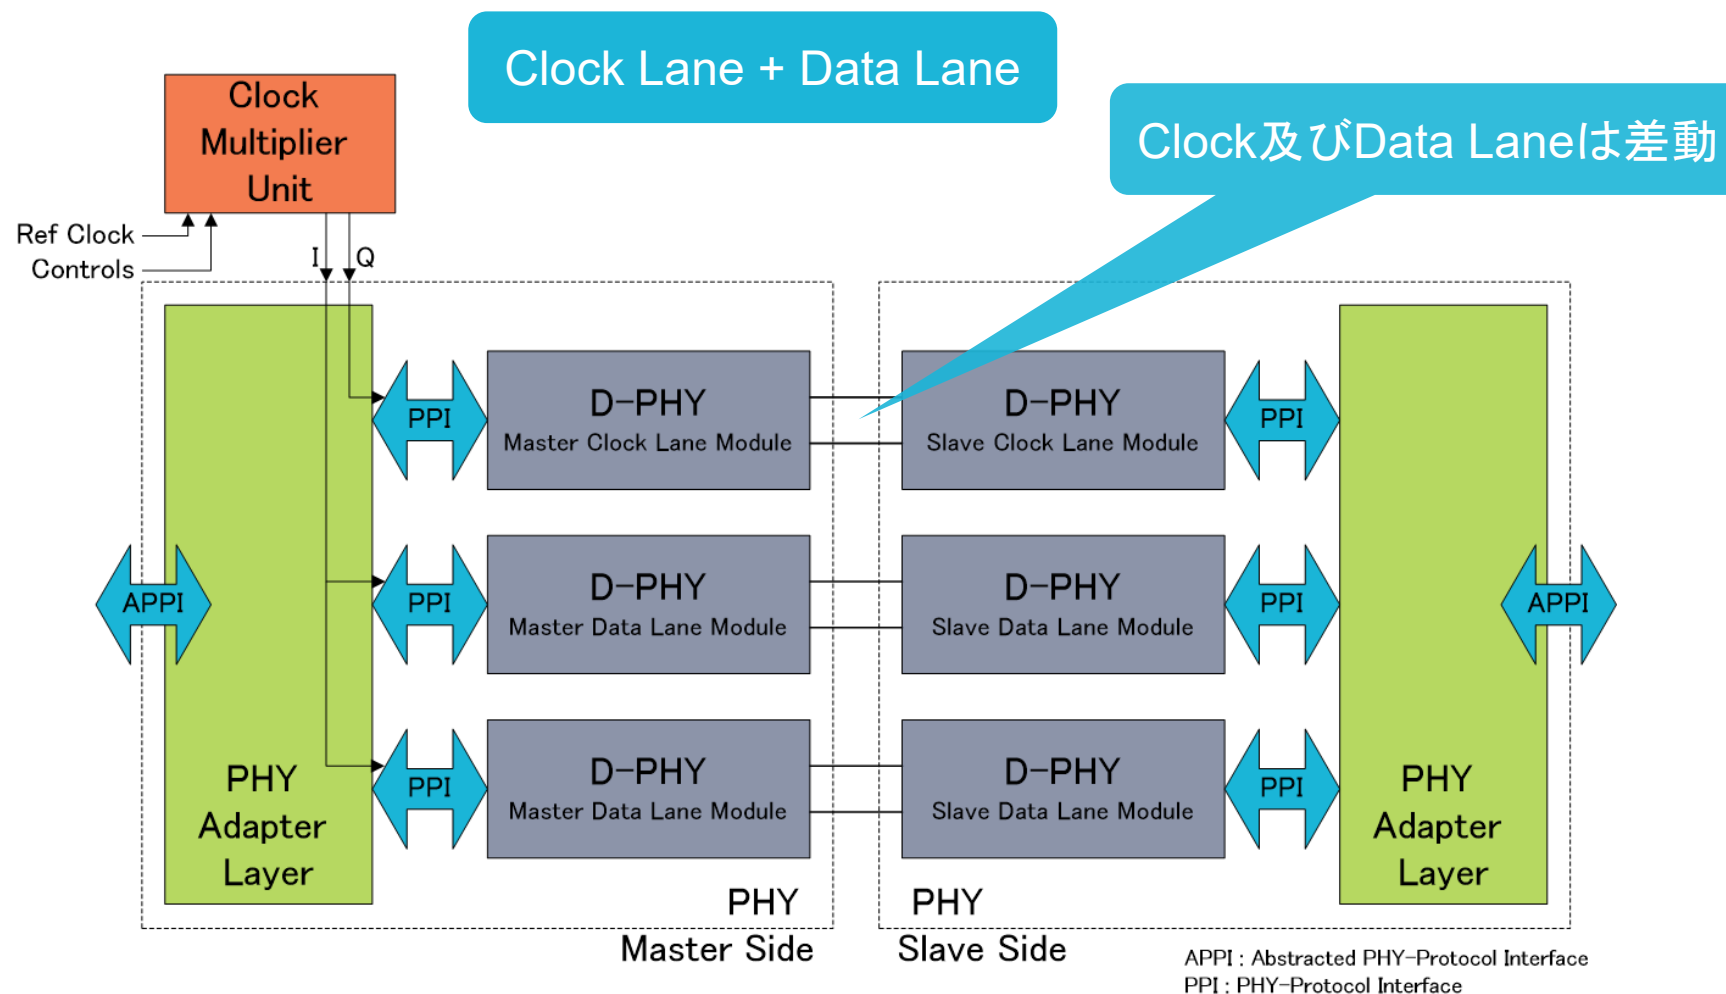 Clock Lane + Data Lane
Clock及びData Laneは差動
Clock
Multiplier
Unit
Ref Clock
Controls
I
Q
PPI
D-PHY
Master Clock Lane Module
D-PHY
Slave Clock Lane Module
PPI
APPI
PPI
D-PHY
Master Data Lane Module
D-PHY
Slave Data Lane Module
PPI
APPI
PPI
D-PHY
Master Data Lane Module
D-PHY
Slave Data Lane Module
PPI
PHY
Adapter
Layer
PHY
Adapter
Layer
PHY
Master Side
PHY
Slave Side
APPI : Abstracted PHY-Protocol Interface
PPI : PHY-Protocol Interface